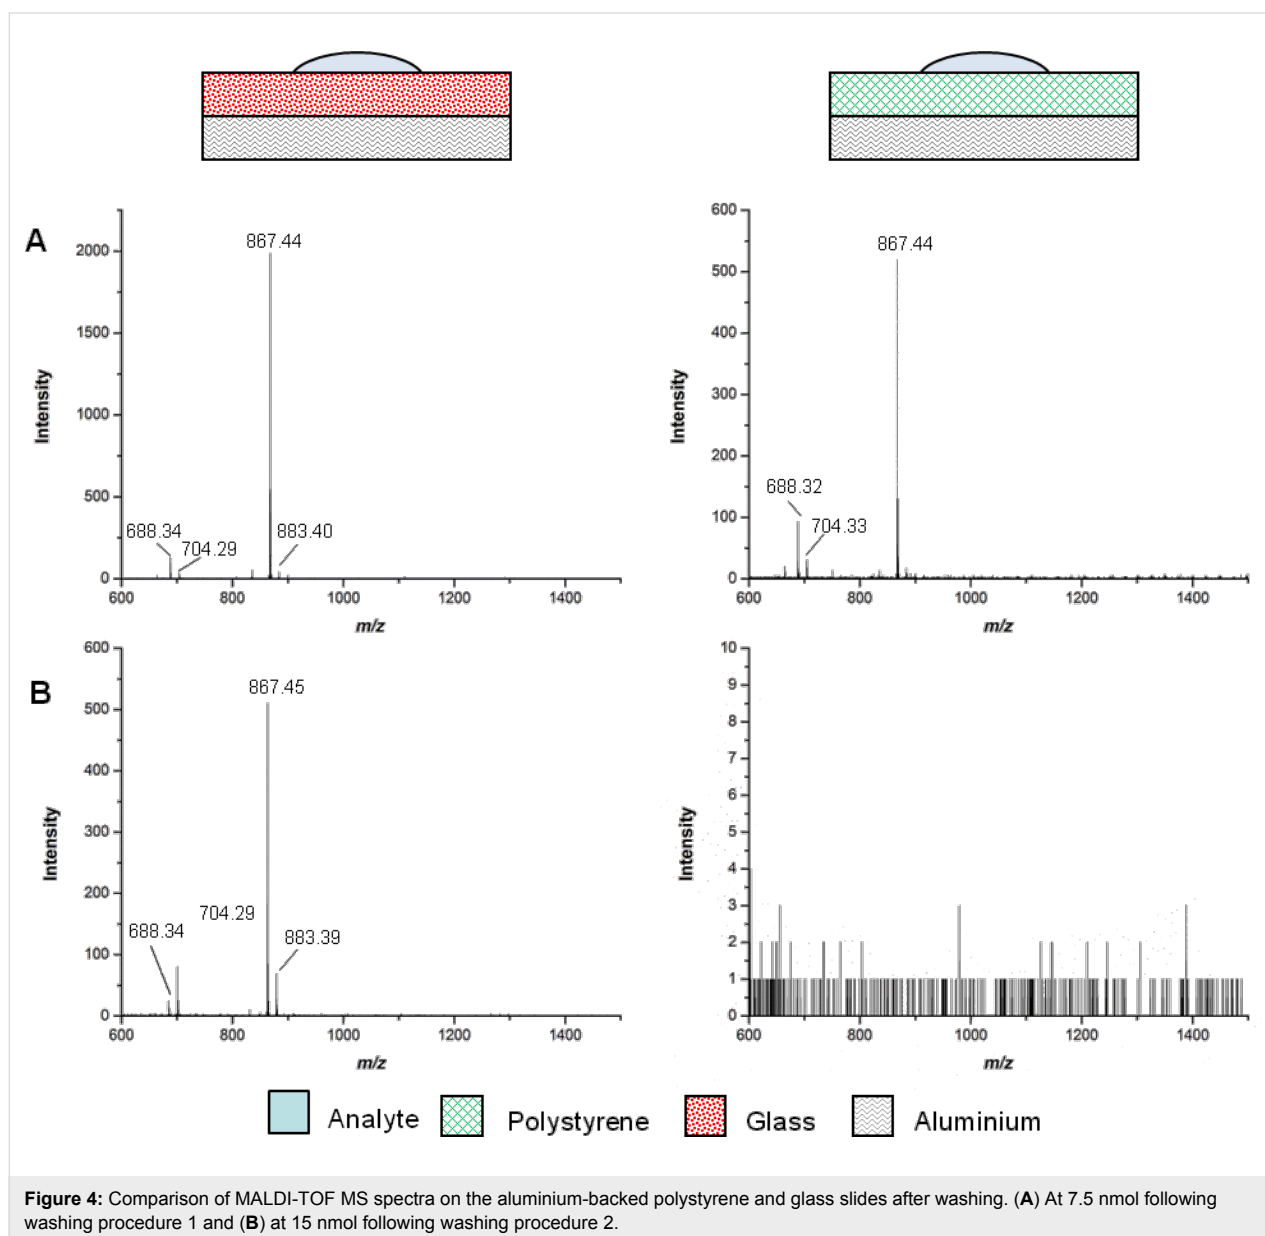 A
Intensity
2000
1500
1000
500
0
867.44
688.34
704.29
883.40
600 800 1000 1200 1400
m/z
Intensity
600
500
400
300
200
100
0
867.44
688.32
704.33
600 800 1000 1200 1400
m/z
B
Intensity
600
500
400
300
200
100
0
867.45
704.29
688.34
883.39
600 800 1000 1200 1400
m/z
Intensity
10
9
8
7
6
5
4
3
2
1
0
600 800 1000 1200 1400
m/z
Analyte Polystyrene Glass Aluminium
Figure 4: Comparison of MALDI-TOF MS spectra on the aluminium-backed polystyrene and glass slides after washing. (A) At 7.5 nmol following
washing procedure 1 and (B) at 15 nmol following washing procedure 2.